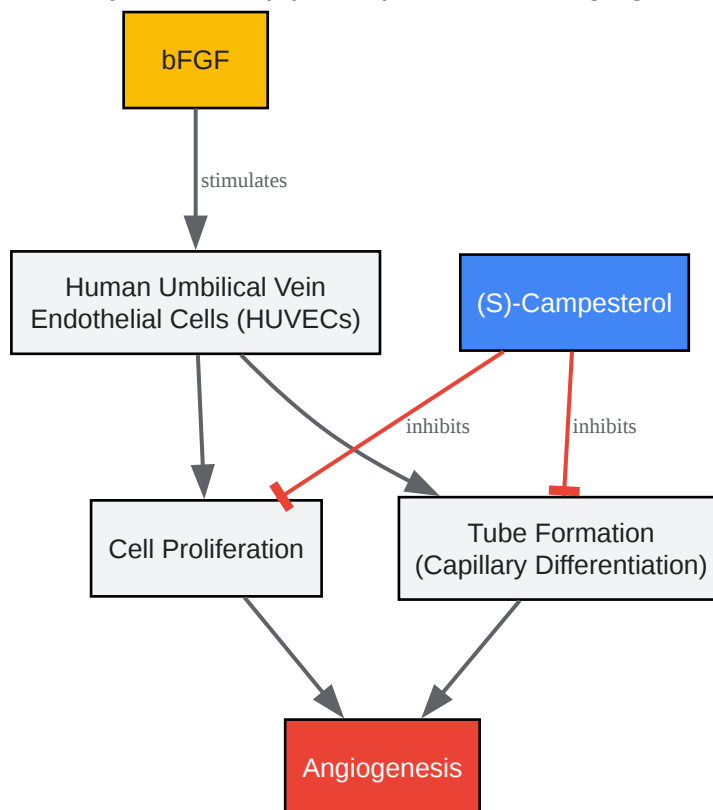 bFGF
stimulates
Human Umbilical Vein
Endothelial Cells (HUVECs)
(S)-Campesterol
inhibits
inhibits
Cell Proliferation
Tube Formation
(Capillary Differentiation)
Angiogenesis